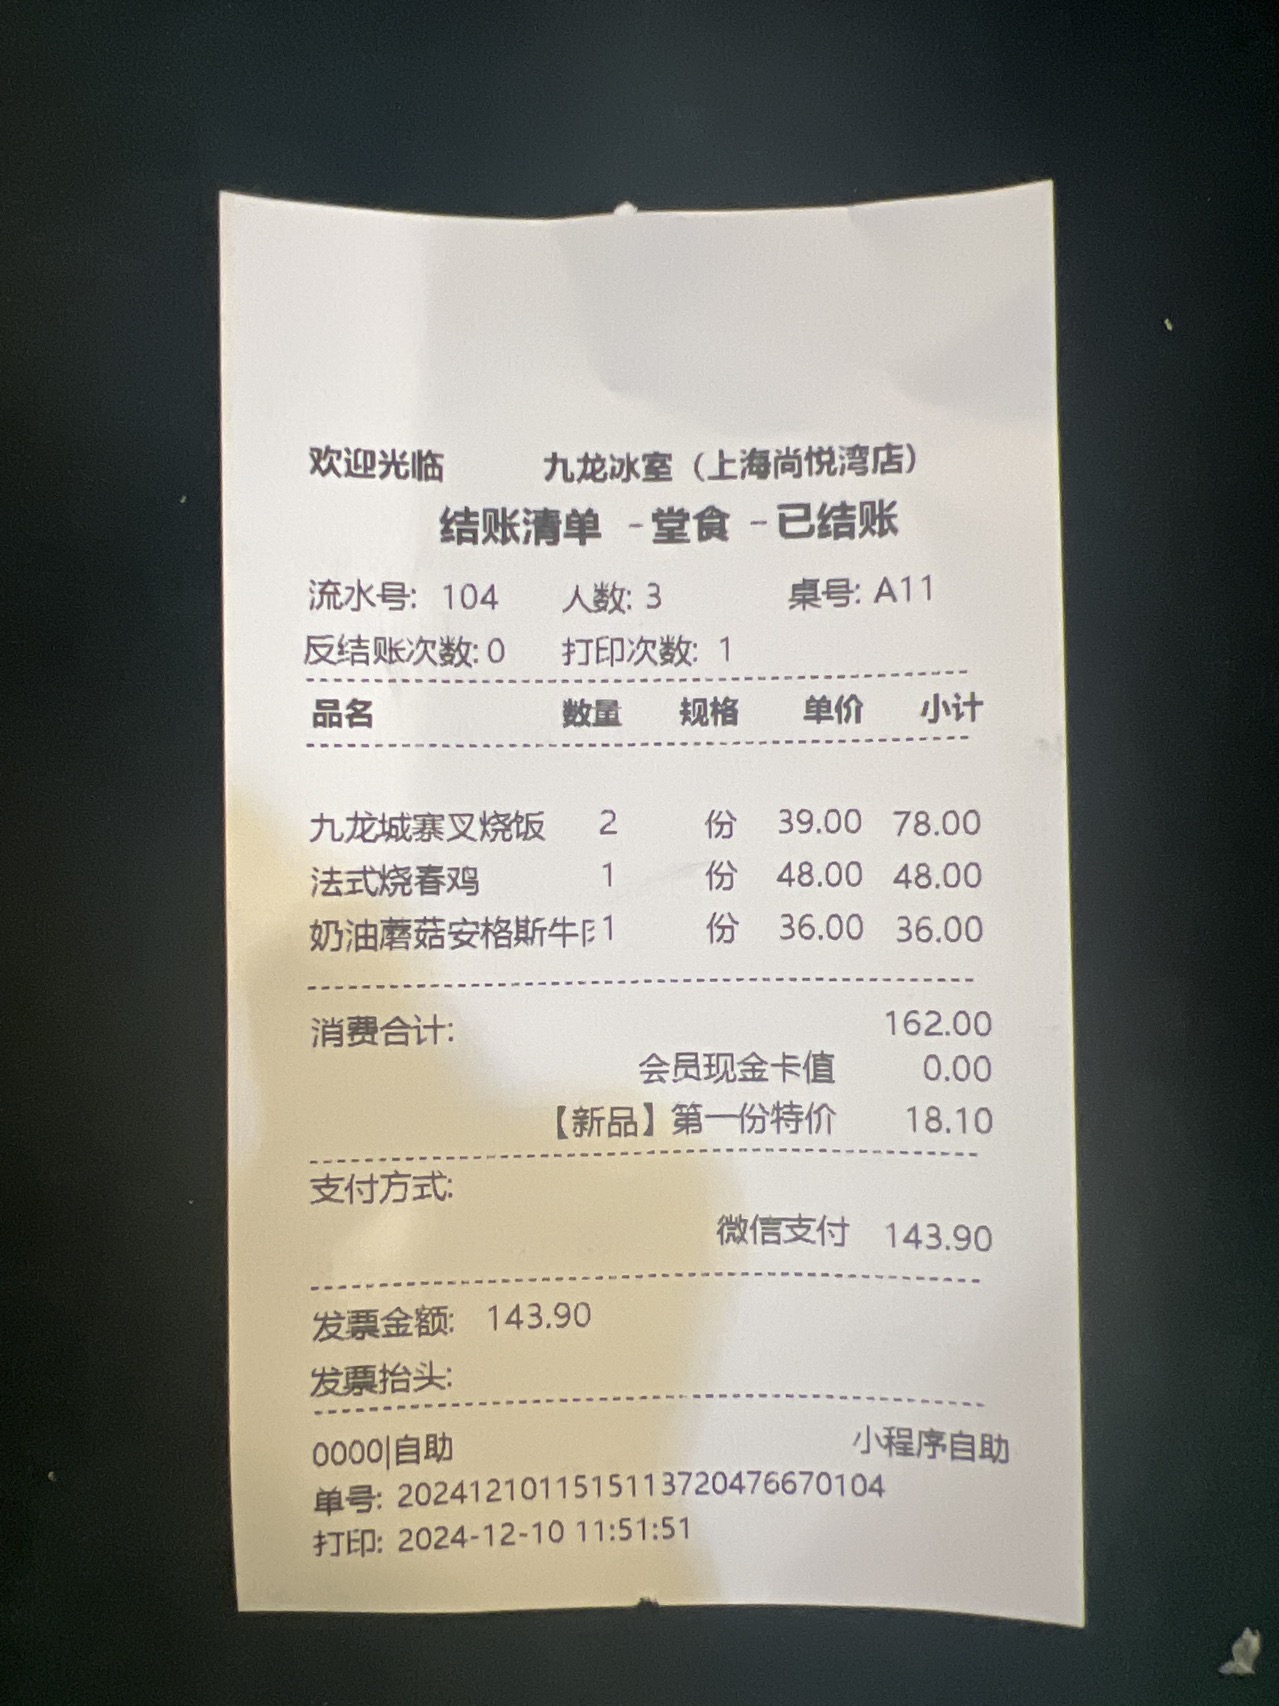 欢迎光临 九龙冰室（上海尚悦湾店）
结账清单 -堂食 -已结账
流水号: 104 人数: 3 桌号: A11
反结账次数: 0 打印次数: 1
品名 数量 规格 单价 小计
九龙城寨叉烧饭 2 份 39.00 78.00
法式烧春鸡 1 份 48.00 48.00
奶油蘑菇安格斯牛 1 份 36.00 36.00
消费合计: 162.00
会员现金卡值 0.00
【新品】第一份特价 18.10
支付方式:
微信支付 143.90
发票金额: 143.90
发票抬头:
0000|自助 小程序自助
单号: 2024121011515113720476670104
打印: 2024-12-10 11:51:51